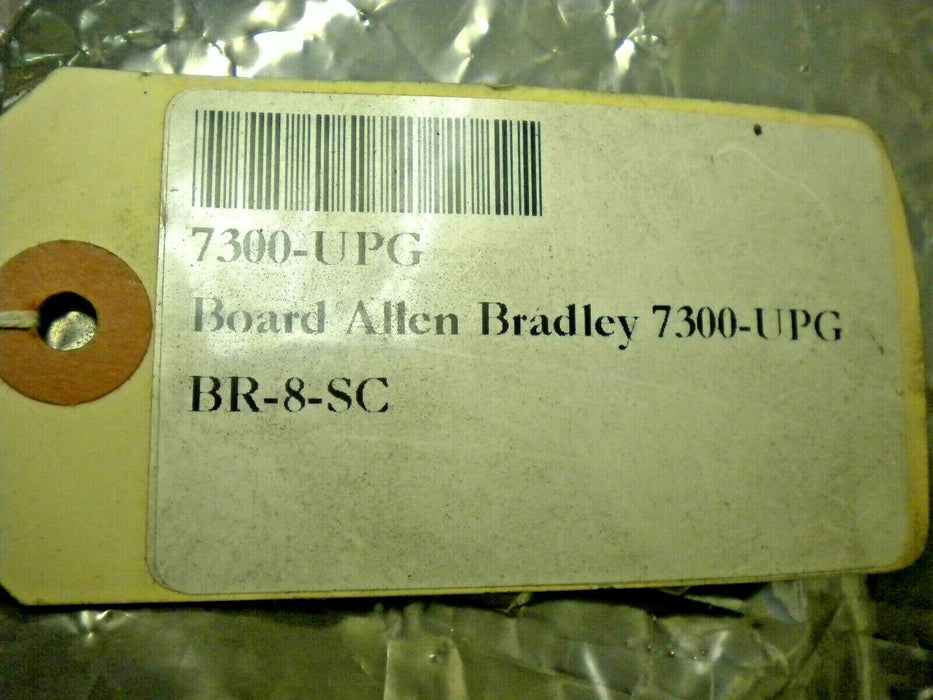 7300-UPG
Board Allen Bradley 7300-UPG
BR-8-SC